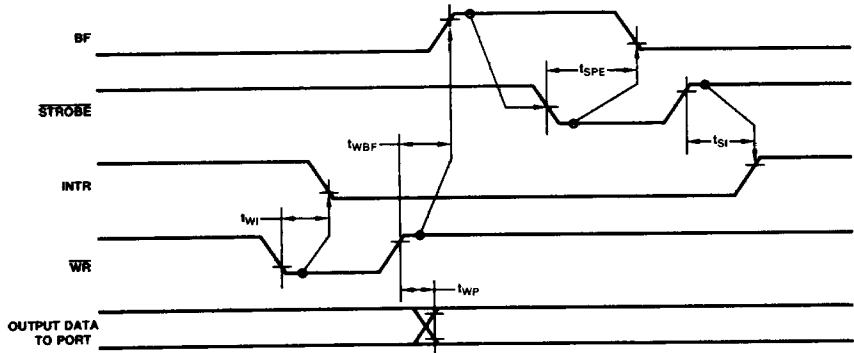 BF
tSPE
STROBE
tWBF
tSI
INTR
tWI
WR
tWP
OUTPUT DATA
TO PORT